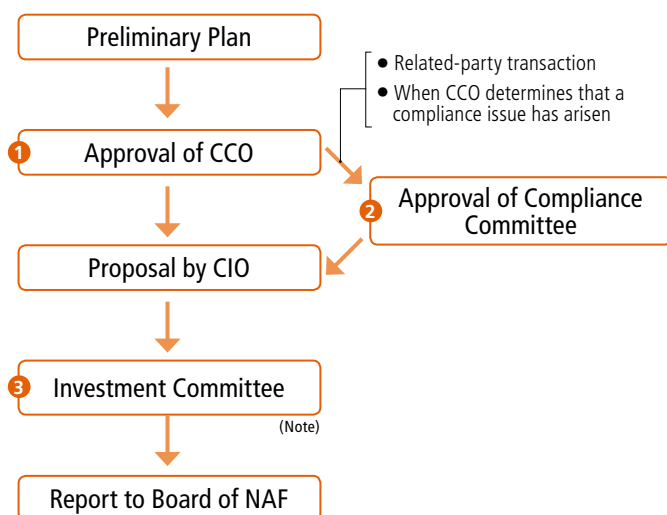 Preliminary Plan
● Related-party transaction
● When CCO determines that a
compliance issue has arisen
1 Approval of CCO
2 Approval of Compliance
Committee
Proposal by CIO
3 Investment Committee
(Note)
Report to Board of NAF